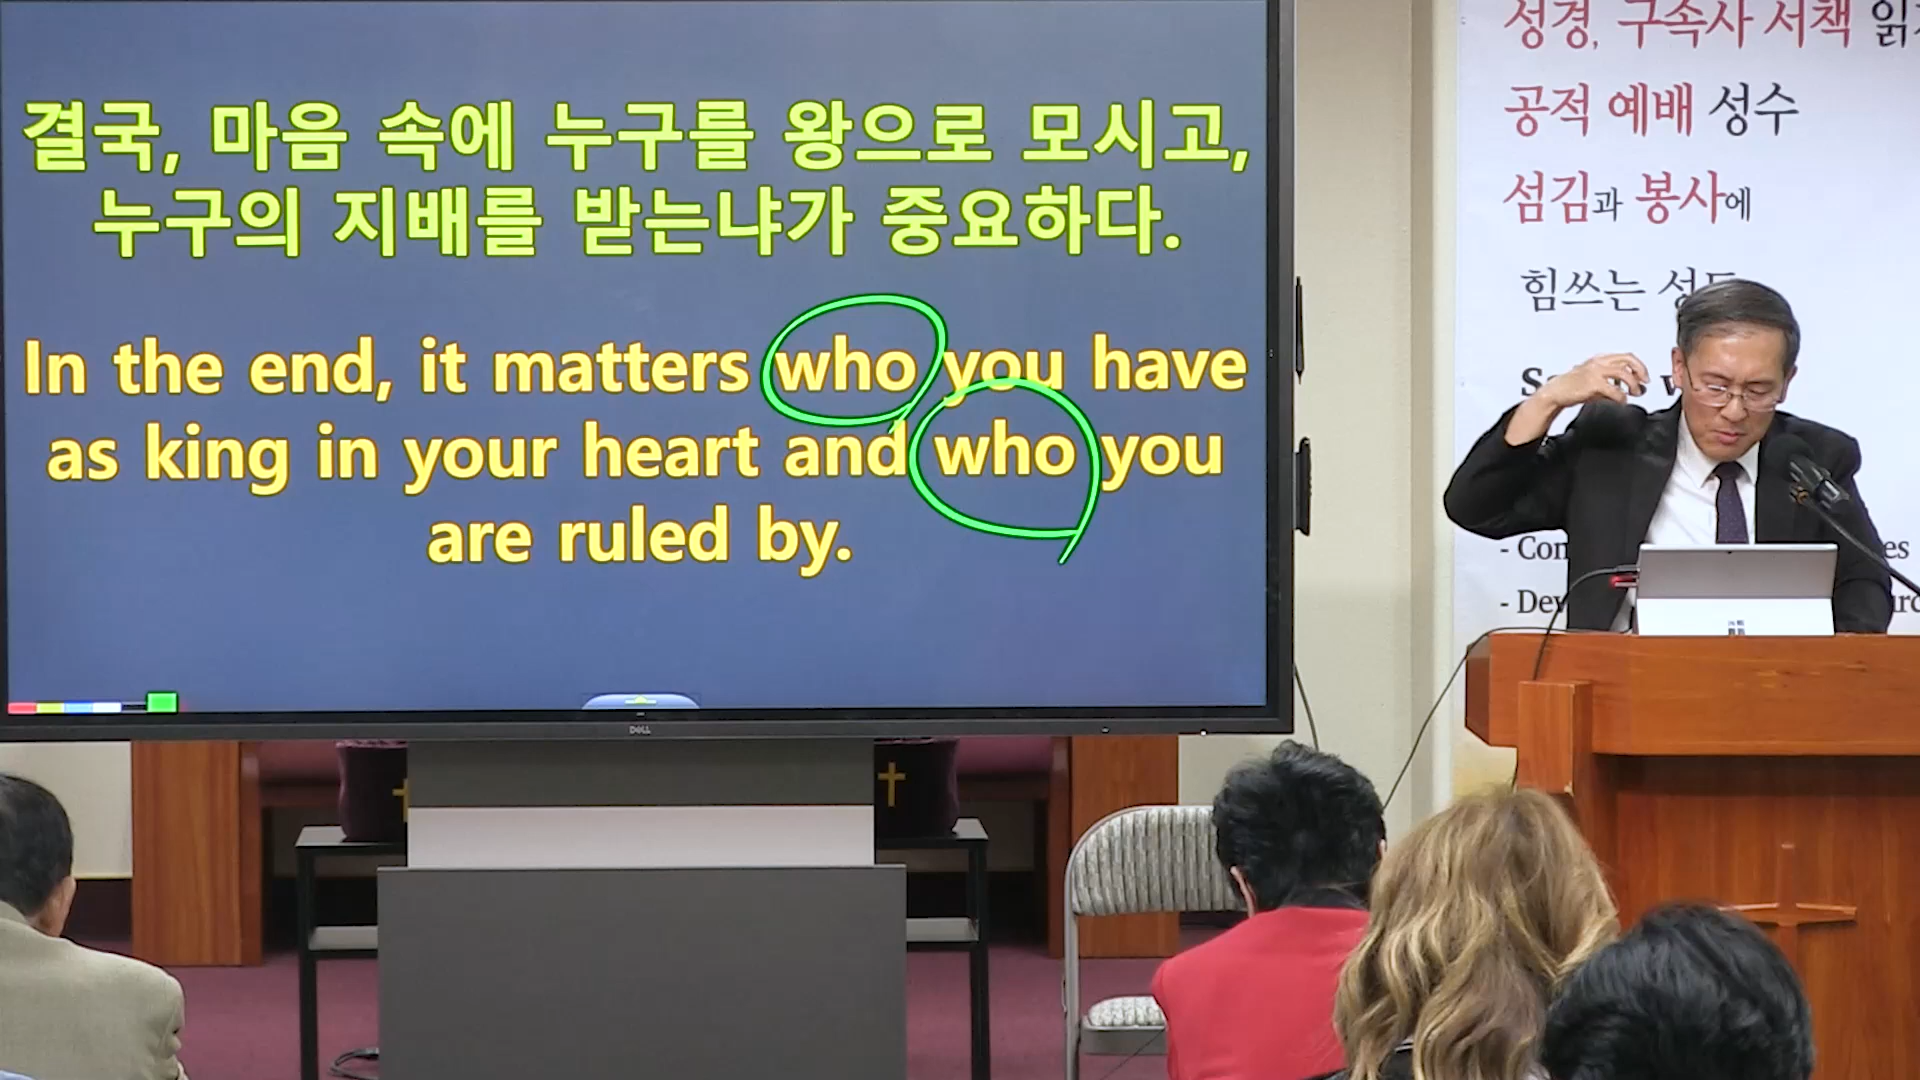 결국, 마음 속에 누구를 왕으로 모시고,
누구의 지배를 받는냐가 중요하다.
In the end, it matters who you have
as king in your heart and who you
are ruled by.
DELL
성경, 구속사 서책
공적 예배 성수
섬김과 봉사에
힘쓰는